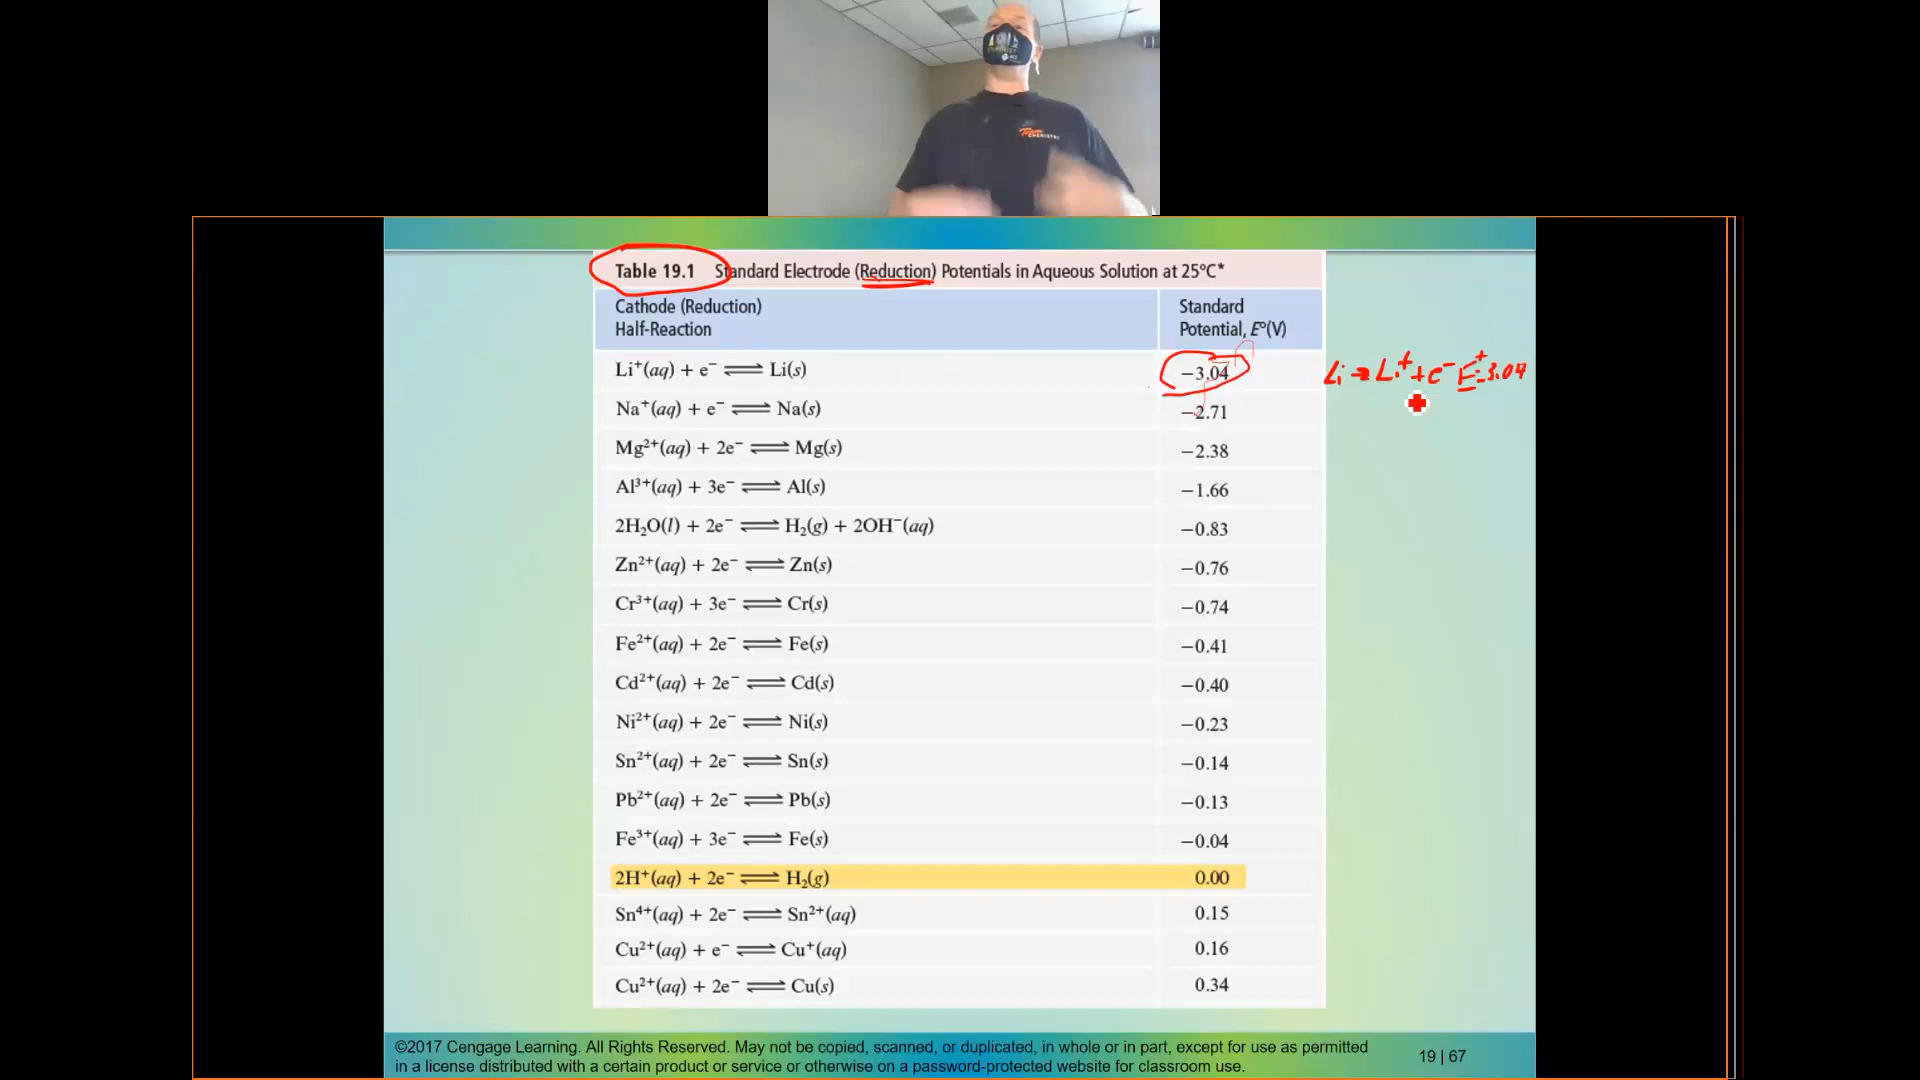 Table 19.1 Standard Electrode (Reduction) Potentials in Aqueous Solution at 25°C*
Cathode (Reduction) Half-Reaction
Standard Potential, E°(V)
Li⁺(aq) + e⁻ ⇌ Li(s) −3.04
Li → Li⁺ + e⁻ E = +3.04
Na⁺(aq) + e⁻ ⇌ Na(s) −2.71
Mg²⁺(aq) + 2e⁻ ⇌ Mg(s) −2.38
Al³⁺(aq) + 3e⁻ ⇌ Al(s) −1.66
2H₂O(l) + 2e⁻ ⇌ H₂(g) + 2OH⁻(aq) −0.83
Zn²⁺(aq) + 2e⁻ ⇌ Zn(s) −0.76
Cr³⁺(aq) + 3e⁻ ⇌ Cr(s) −0.74
Fe²⁺(aq) + 2e⁻ ⇌ Fe(s) −0.41
Cd²⁺(aq) + 2e⁻ ⇌ Cd(s) −0.40
Ni²⁺(aq) + 2e⁻ ⇌ Ni(s) −0.23
Sn²⁺(aq) + 2e⁻ ⇌ Sn(s) −0.14
Pb²⁺(aq) + 2e⁻ ⇌ Pb(s) −0.13
Fe³⁺(aq) + 3e⁻ ⇌ Fe(s) −0.04
2H⁺(aq) + 2e⁻ ⇌ H₂(g) 0.00
Sn⁴⁺(aq) + 2e⁻ ⇌ Sn²⁺(aq) 0.15
Cu²⁺(aq) + e⁻ ⇌ Cu⁺(aq) 0.16
Cu²⁺(aq) + 2e⁻ ⇌ Cu(s) 0.34
©2017 Cengage Learning. All Rights Reserved. May not be copied, scanned, or duplicated, in whole or in part, except for use as permitted
in a license distributed with a certain product or service or otherwise on a password-protected website for classroom use.
19 | 67